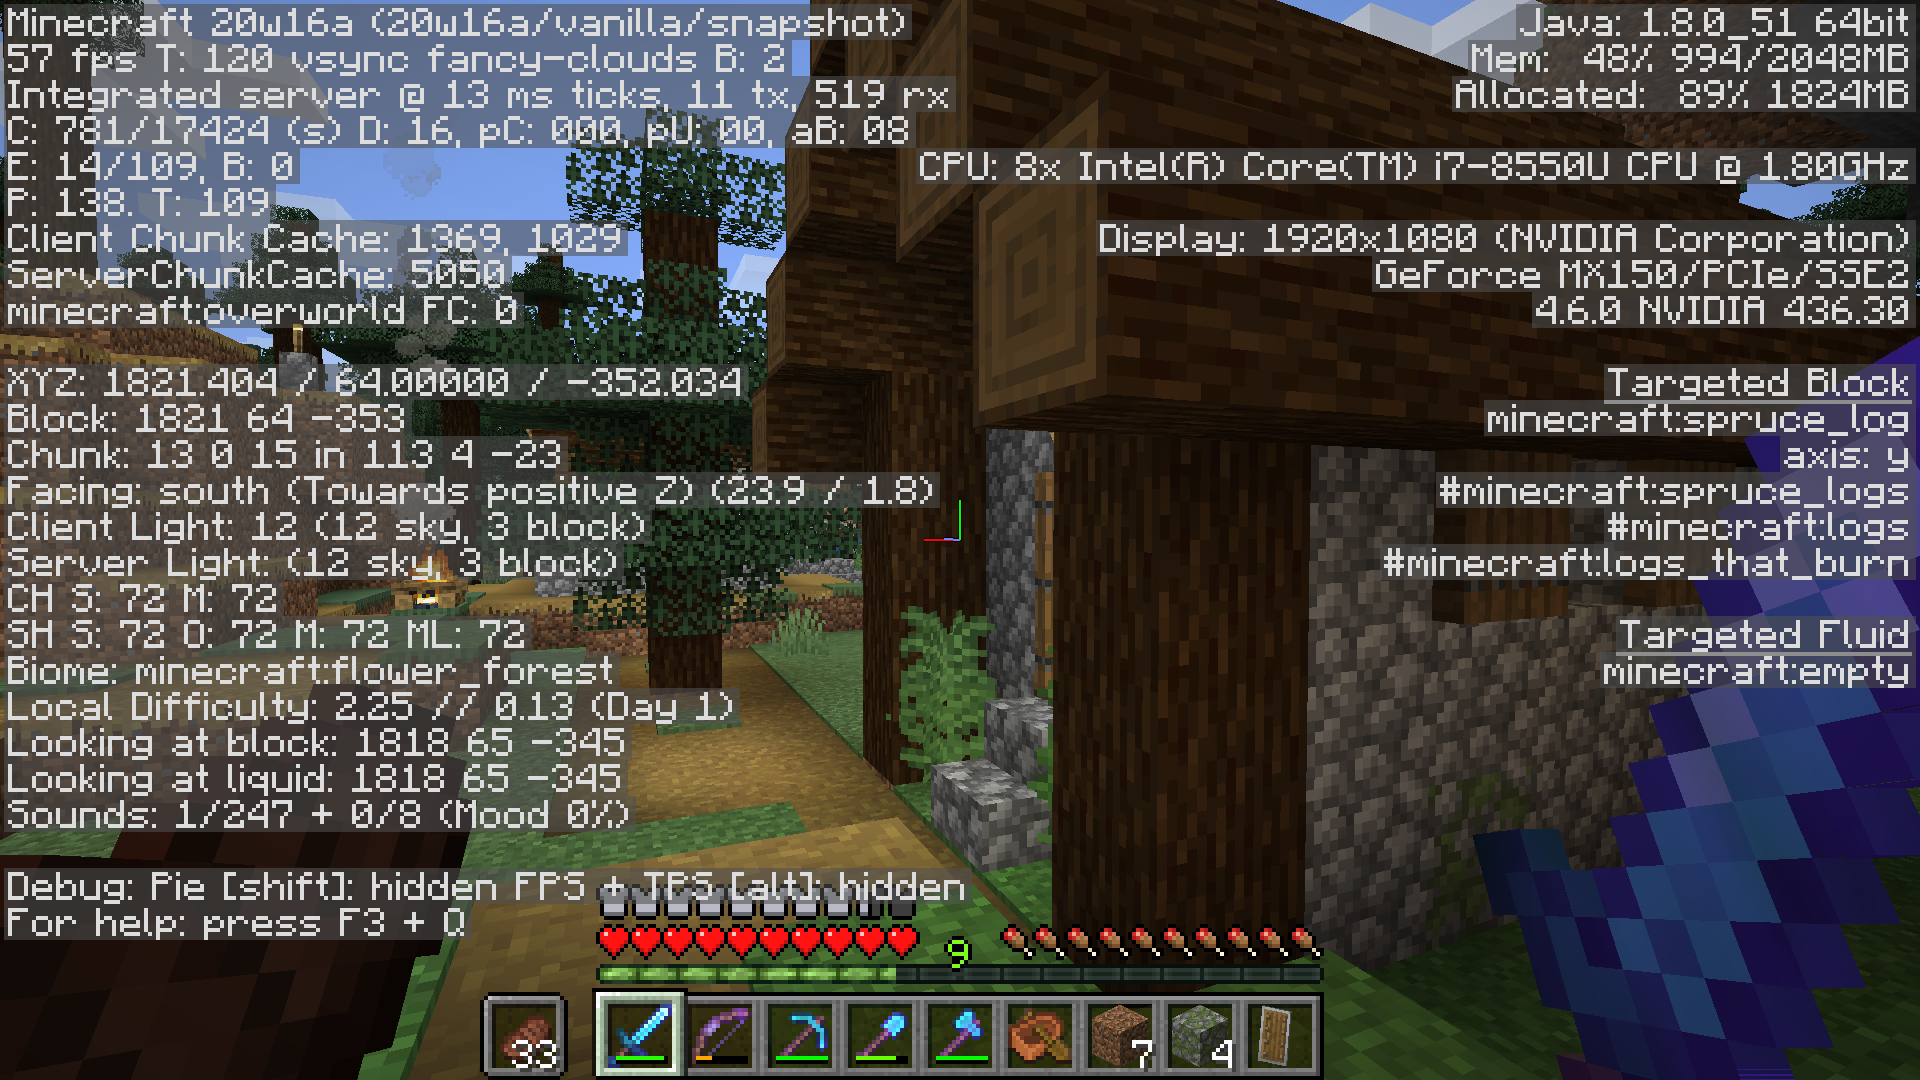 Minecraft 20w16a (20w16a/vanilla/snapshot)
57 fps T: 120 vsync fancy-clouds B: 2
Integrated server @ 13 ms ticks, 11 tx, 519 rx
C: 781/17424 (s) D: 16, pC: 000, pU: 00, aB: 08
E: 14/109, B: 0
P: 138. T: 109
Client Chunk Cache: 1369, 1029
ServerChunkCache: 5050
minecraft:overworld FC: 0
XYZ: 1821.404 / 64.00000 / -352.034
Block: 1821 64 -353
Chunk: 13 0 15 in 113 4 -23
Facing: south (Towards positive Z) (23.9 / 1.8)
Client Light: 12 (12 sky, 3 block)
Server Light: (12 sky, 3 block)
CH S: 72 M: 72
SH S: 72 O: 72 M: 72 ML: 72
Biome: minecraft:flower_forest
Local Difficulty: 2.25 // 0.13 (Day 1)
Looking at block: 1818 65 -345
Looking at liquid: 1818 65 -345
Sounds: 1/247 + 0/8 (Mood 0%)
Debug: Pie [shift]: hidden FPS + TPS [alt]: hidden
For help: press F3 + Q
Java: 1.8.0_51 64bit
Mem: 48% 994/2048MB
Allocated: 89% 1824MB
CPU: 8x Intel(R) Core(TM) i7-8550U CPU @ 1.80GHz
Display: 1920x1080 (NVIDIA Corporation)
GeForce MX150/PCIe/SSE2
4.6.0 NVIDIA 436.30
Targeted Block
minecraft:spruce_log
axis: y
#minecraft:spruce_logs
#minecraft:logs
#minecraft:logs_that_burn
Targeted Fluid
minecraft:empty
9
33
7
4